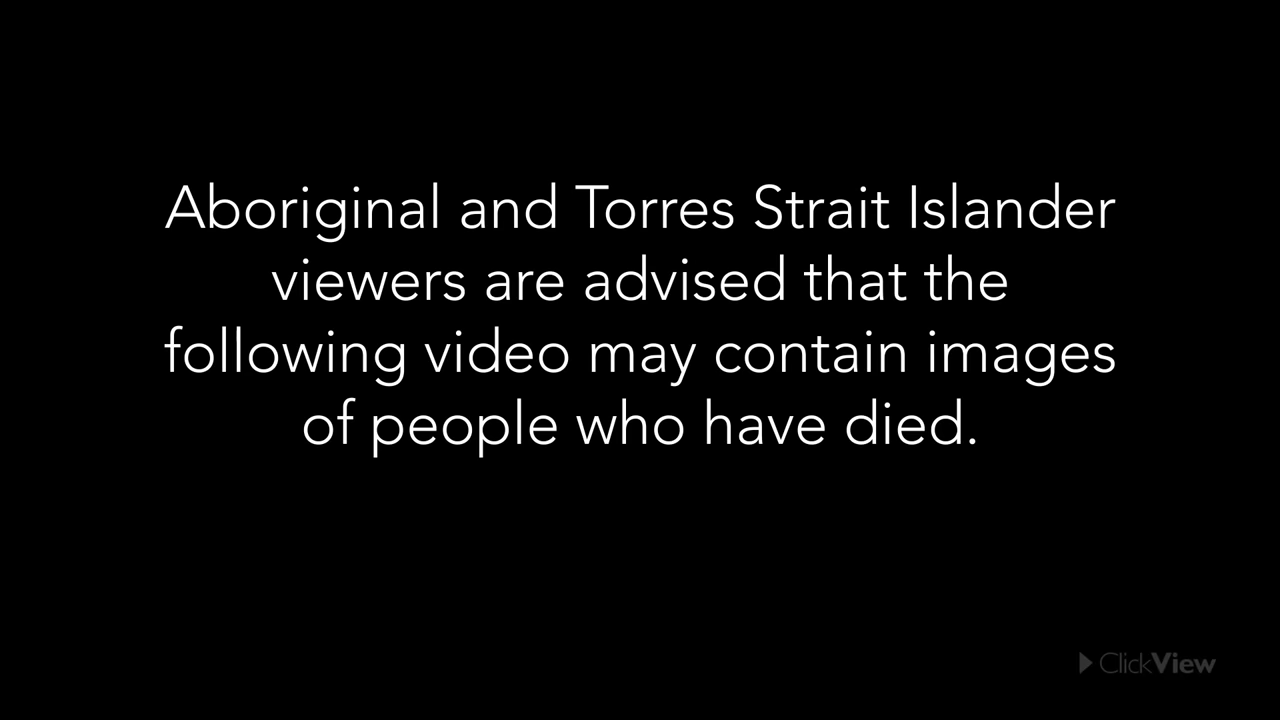 Aboriginal and Torres Strait Islander
viewers are advised that the
following video may contain images
of people who have died.
ClickView